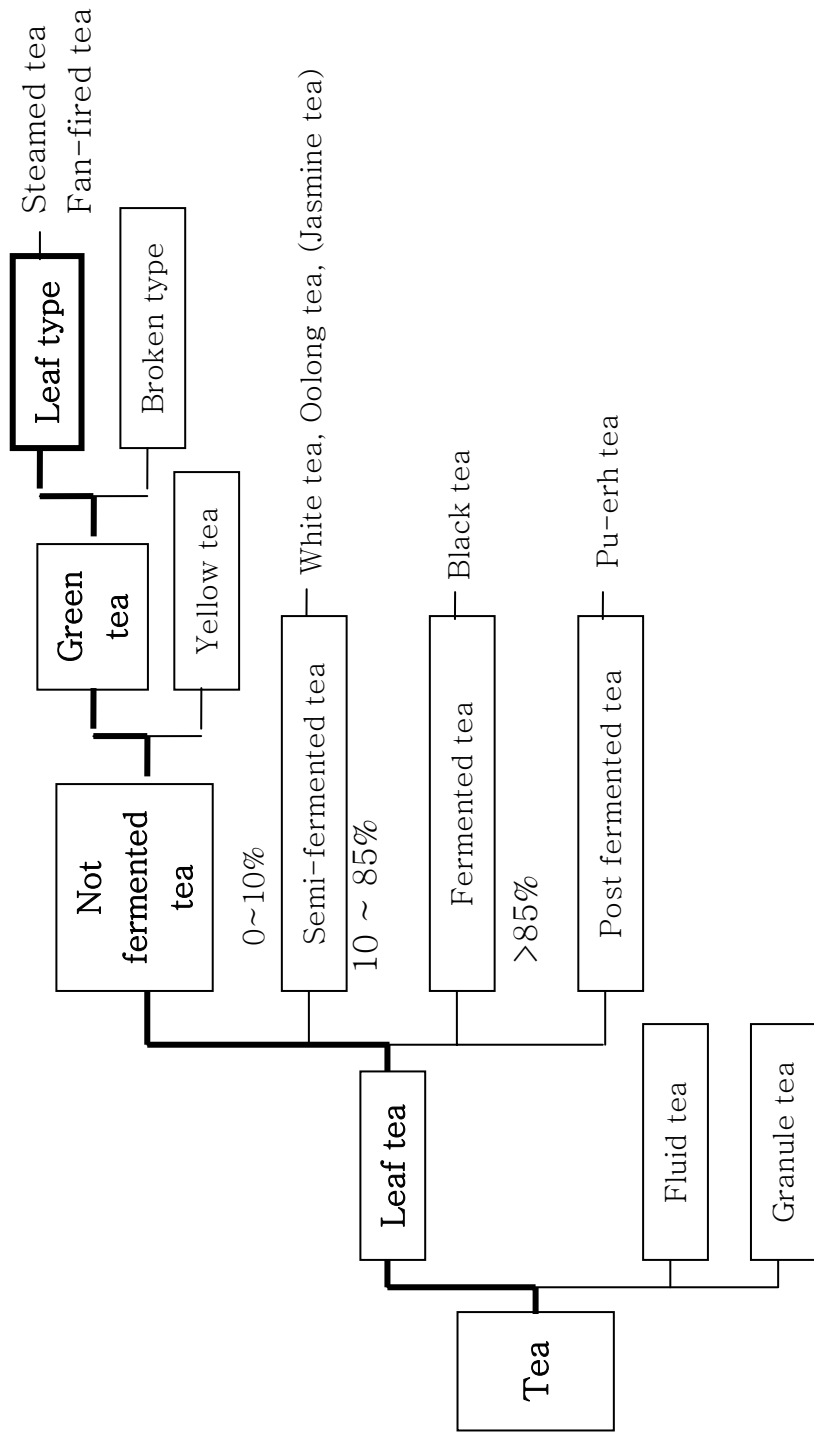 Tea
Leaf tea
Fluid tea
Granule tea
Not
fermented
tea
0~10%
Semi-fermented tea
10 ~ 85%
Fermented tea
>85%
Post fermented tea
Green
tea
Yellow tea
Leaf type
Broken type
Steamed tea
Fan-fired tea
White tea, Oolong tea, (Jasmine tea)
Black tea
Pu-erh tea